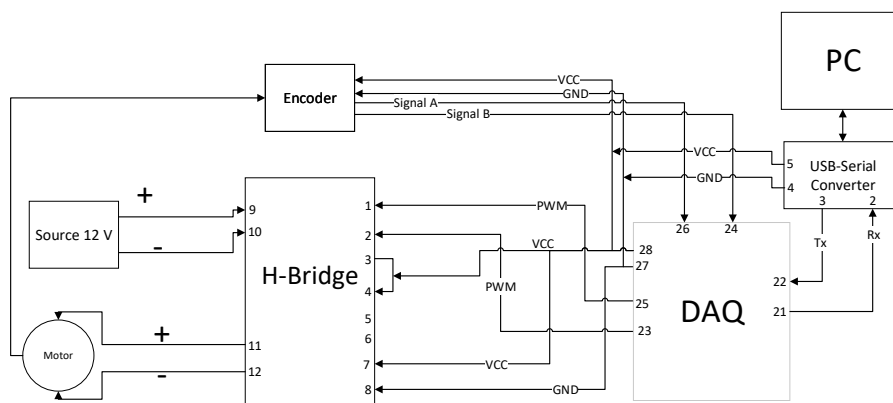 PC
VCC
Encoder
GND
Signal A
Signal B
VCC
5
USB-Serial
Converter
GND
4
3
2
+
9
1
PWM
26
24
Tx
Rx
Source 12 V
-
10
2
VCC
28
H-Bridge
3
27
22
4
PWM
25
DAQ
21
5
23
+
6
Motor
11
7
VCC
-
12
8
GND